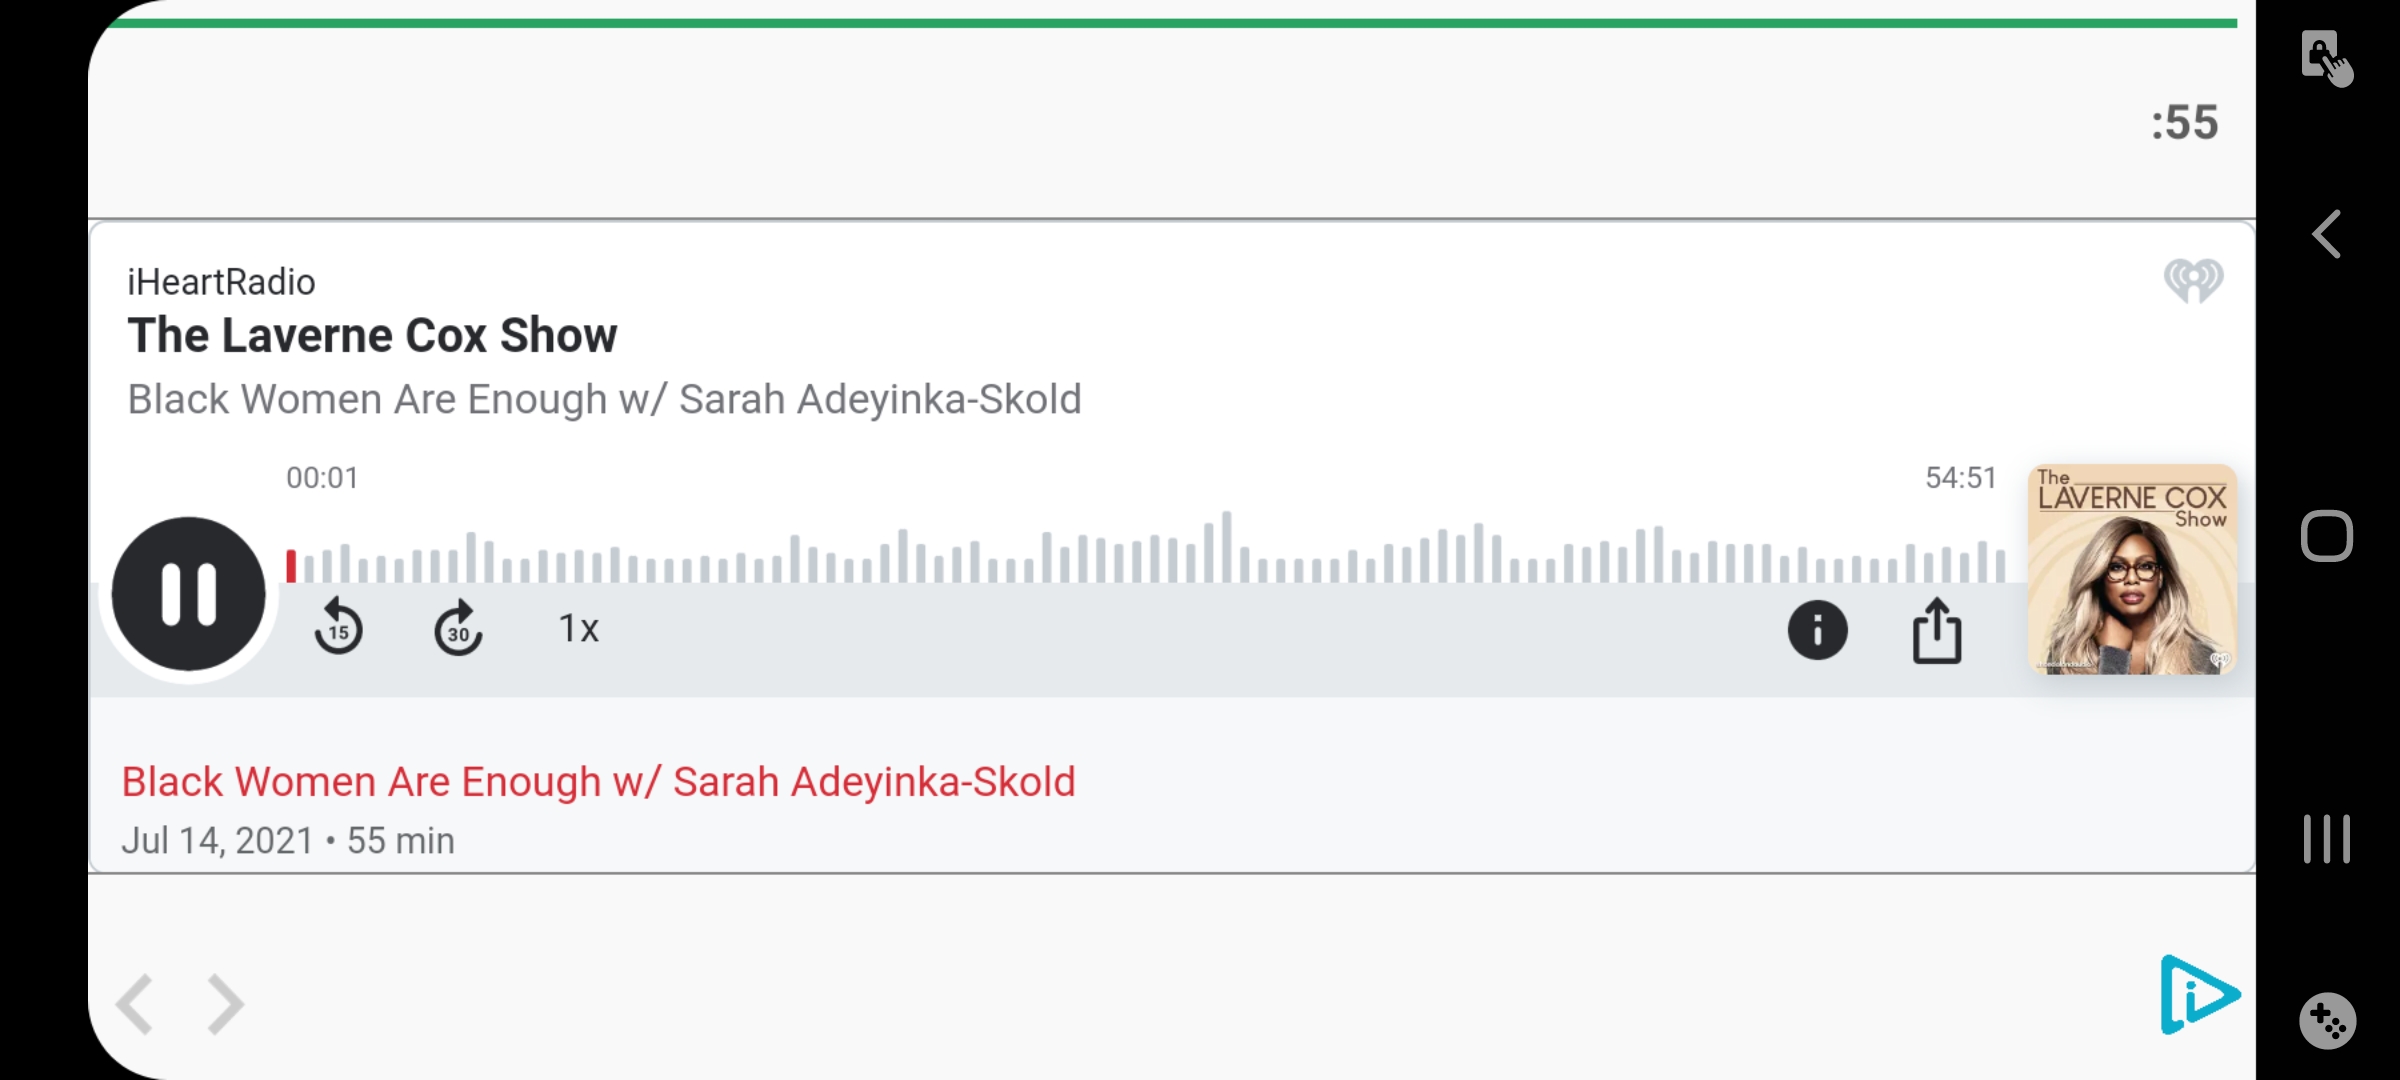 :55
iHeartRadio
The Laverne Cox Show
Black Women Are Enough w/ Sarah Adeyinka-Skold
00:01
54:51
The
LAVERNE COX
Show
15
30
1x
Black Women Are Enough w/ Sarah Adeyinka-Skold
Jul 14, 2021 • 55 min